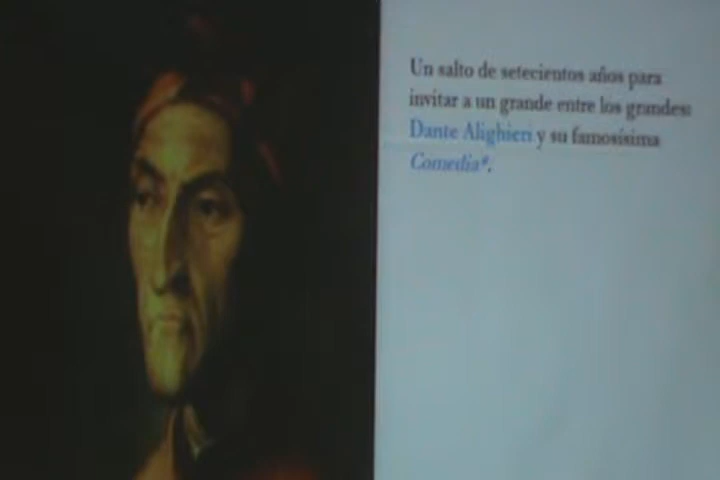 Un salto de setecientos años para
invitar a un grande entre los grandes:
Dante Alighieri y su famosísima
Comedia*.